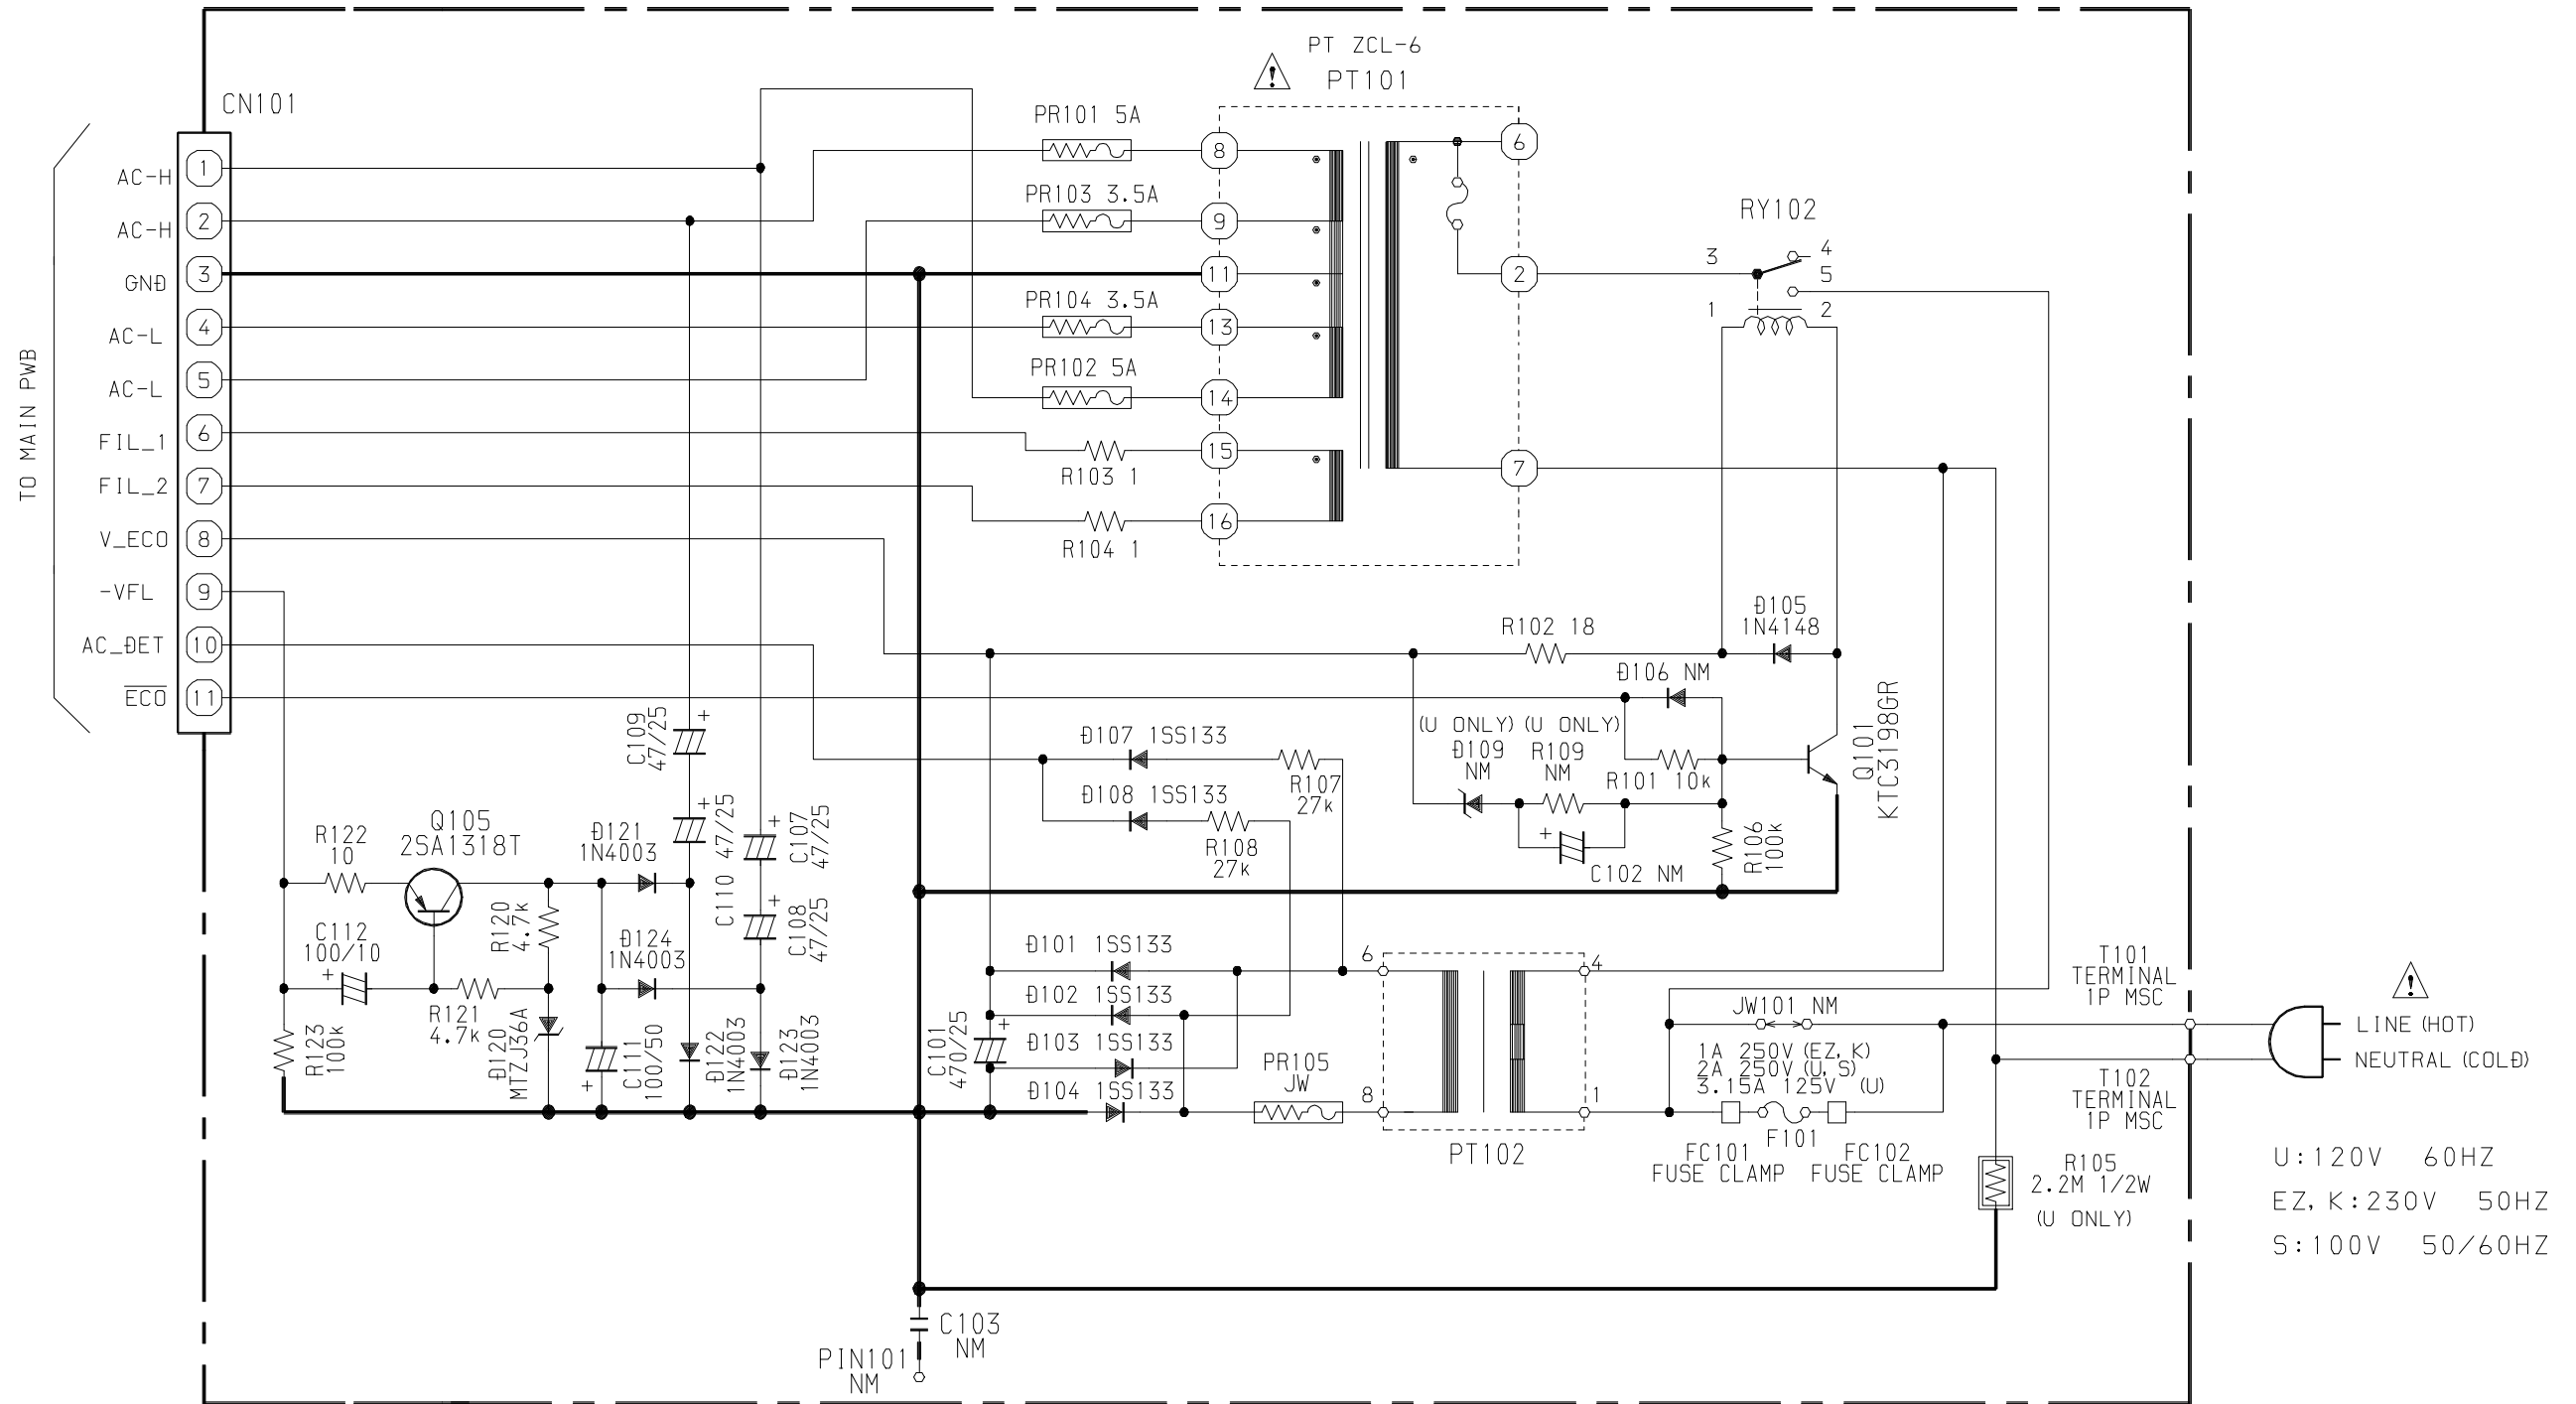 PT ZCL-6
PT101
CN101
TO MAIN PWB
AC-H 1
AC-H 2
GND 3
AC-L 4
AC-L 5
FIL_1 6
FIL_2 7
V_ECO 8
-VFL 9
AC_DET 10
ECO 11
PR101 5A
PR103 3.5A
PR104 3.5A
PR102 5A
R103 1
R104 1
8
9
11
13
14
15
16
6
2
7
RY102
3
4
5
1
2
R102 18
D105
1N4148
D106 NM
(U ONLY) (U ONLY)
D109
NM
R109
NM
R101 10k
C102 NM
R106
100k
Q101
KTC3198GR
D107 1SS133
R107
27k
D108 1SS133
R108
27k
C109
47/25
C110 47/25
C107
47/25
C108
47/25
R122
10
Q105
2SA1318T
D121
1N4003
C112
100/10
R120
4.7k
D124
1N4003
R121
4.7k
R123
100k
D120
MTZJ36A
C111
100/50
D122
1N4003
D123
1N4003
D101 1SS133
D102 1SS133
D103 1SS133
D104 1SS133
C101
470/25
PR105
JW
6
8
4
1
PT102
JW101 NM
1A 250V (EZ, K)
2A 250V (U, S)
3.15A 125V (U)
F101
FC101
FUSE CLAMP
FC102
FUSE CLAMP
T101
TERMINAL
1P MSC
T102
TERMINAL
1P MSC
LINE (HOT)
NEUTRAL (COLD)
R105
2.2M 1/2W
(U ONLY)
U:120V 60HZ
EZ, K:230V 50HZ
S:100V 50/60HZ
C103
NM
PIN101
NM